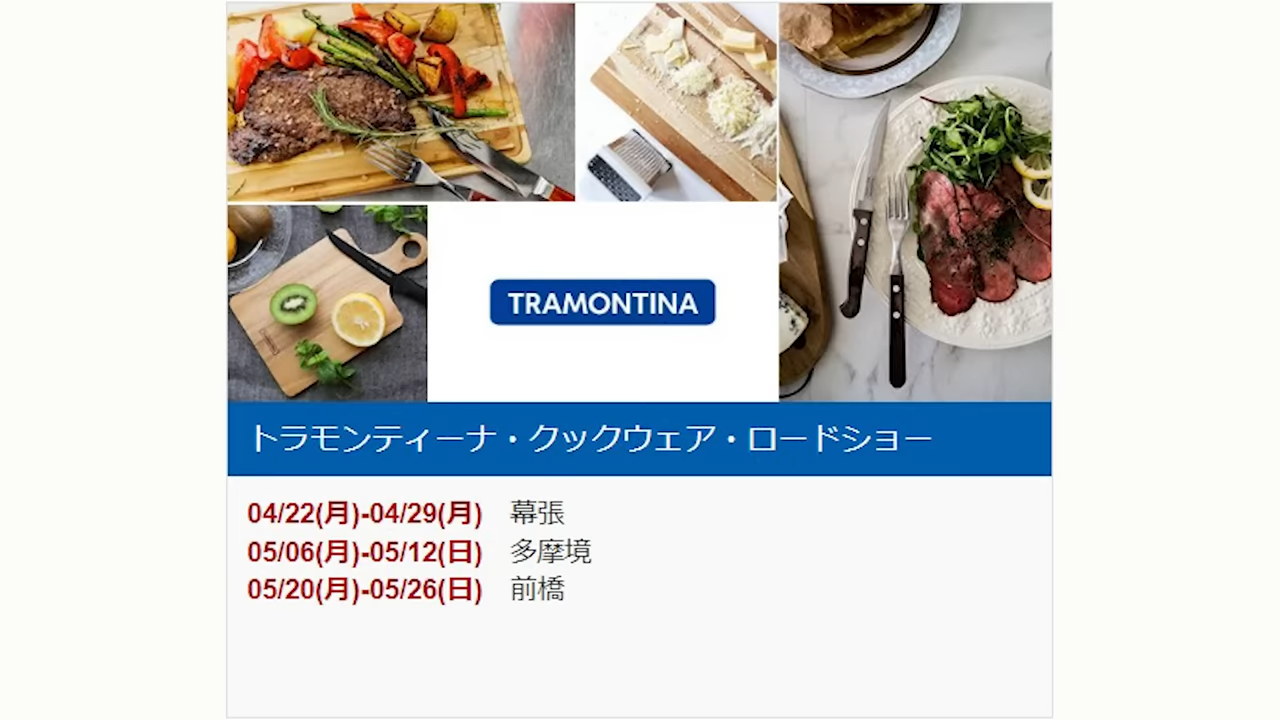 TRAMONTINA
トラモンティーナ・クックウェア・ロードショー
04/22(月)-04/29(月) 幕張
05/06(月)-05/12(日) 多摩境
05/20(月)-05/26(日) 前橋